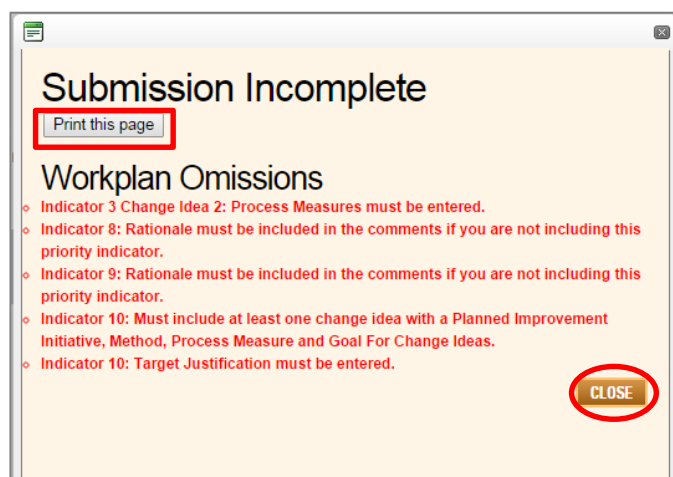 Submission Incomplete
Print this page
Workplan Omissions
Indicator 3 Change Idea 2: Process Measures must be entered.
Indicator 8: Rationale must be included in the comments if you are not including this
priority indicator.
Indicator 9: Rationale must be included in the comments if you are not including this
priority indicator.
Indicator 10: Must include at least one change idea with a Planned Improvement
Initiative, Method, Process Measure and Goal For Change Ideas.
Indicator 10: Target Justification must be entered.
CLOSE